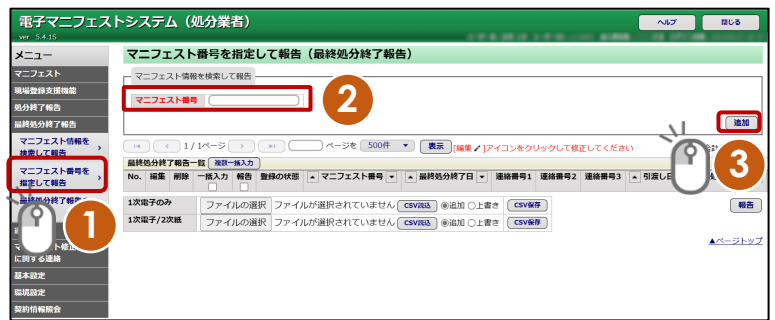 電子マニフェストシステム（処分業者）
ver 5.4.15
ヘルプ 閉じる
メニュー
マニフェスト
現場登録支援機能
処分終了報告
最終処分終了報告
マニフェスト情報を
検索して報告
マニフェスト番号を
指定して報告
に関する連絡
基本設定
環境設定
契約情報照会
マニフェスト番号を指定して報告（最終処分終了報告）
マニフェスト情報を検索して報告
マニフェスト番号
2
追加
1 / 1ページ ページを 500件 ▼ 表示 [編集 ]アイコンをクリックして修正してください
最終処分終了報告一覧 複数一括入力
No. 編集 削除 一括入力 報告 登録の状態 ▲ マニフェスト番号 ▼ ▲ 最終処分終了日 ▼ 連絡番号1 連絡番号2 連絡番号3 ▲ 引渡し日
3
1次電子のみ ファイルの選択 ファイルが選択されていません CSV読込 ◉追加 ○上書き CSV保存
報告
1次電子/2次紙 ファイルの選択 ファイルが選択されていません CSV読込 ◉追加 ○上書き CSV保存
▲ページトップ
1